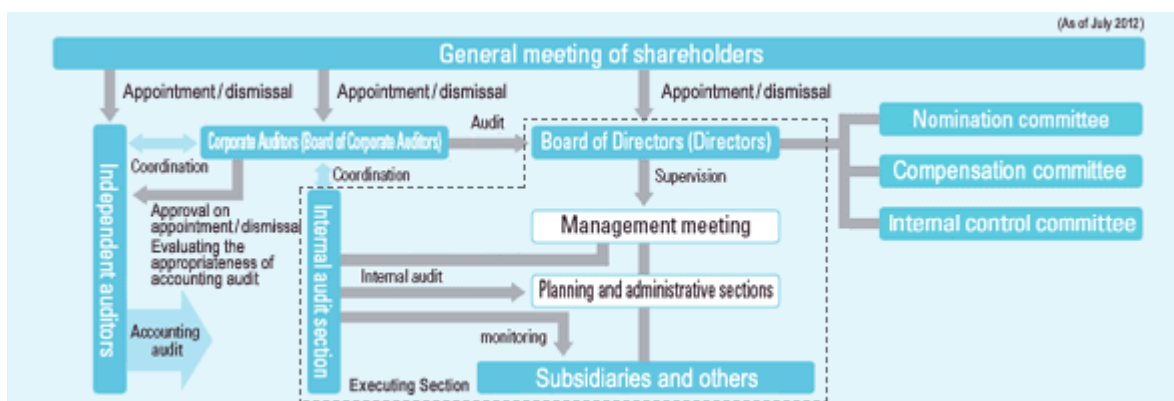 (As of July 2012)
General meeting of shareholders
Appointment / dismissal
Appointment / dismissal
Appointment / dismissal
Independent auditors
Coordination
Corporate Auditors (Board of Corporate Auditors)
Audit
Board of Directors (Directors)
Nomination committee
Compensation committee
Internal control committee
Coordination
Supervision
Approval on
appointment/dismissal
Evaluating the
appropriateness of
accounting audit
Internal audit section
Management meeting
Internal audit
Planning and administrative sections
Accounting
audit
monitoring
Executing Section
Subsidiaries and others